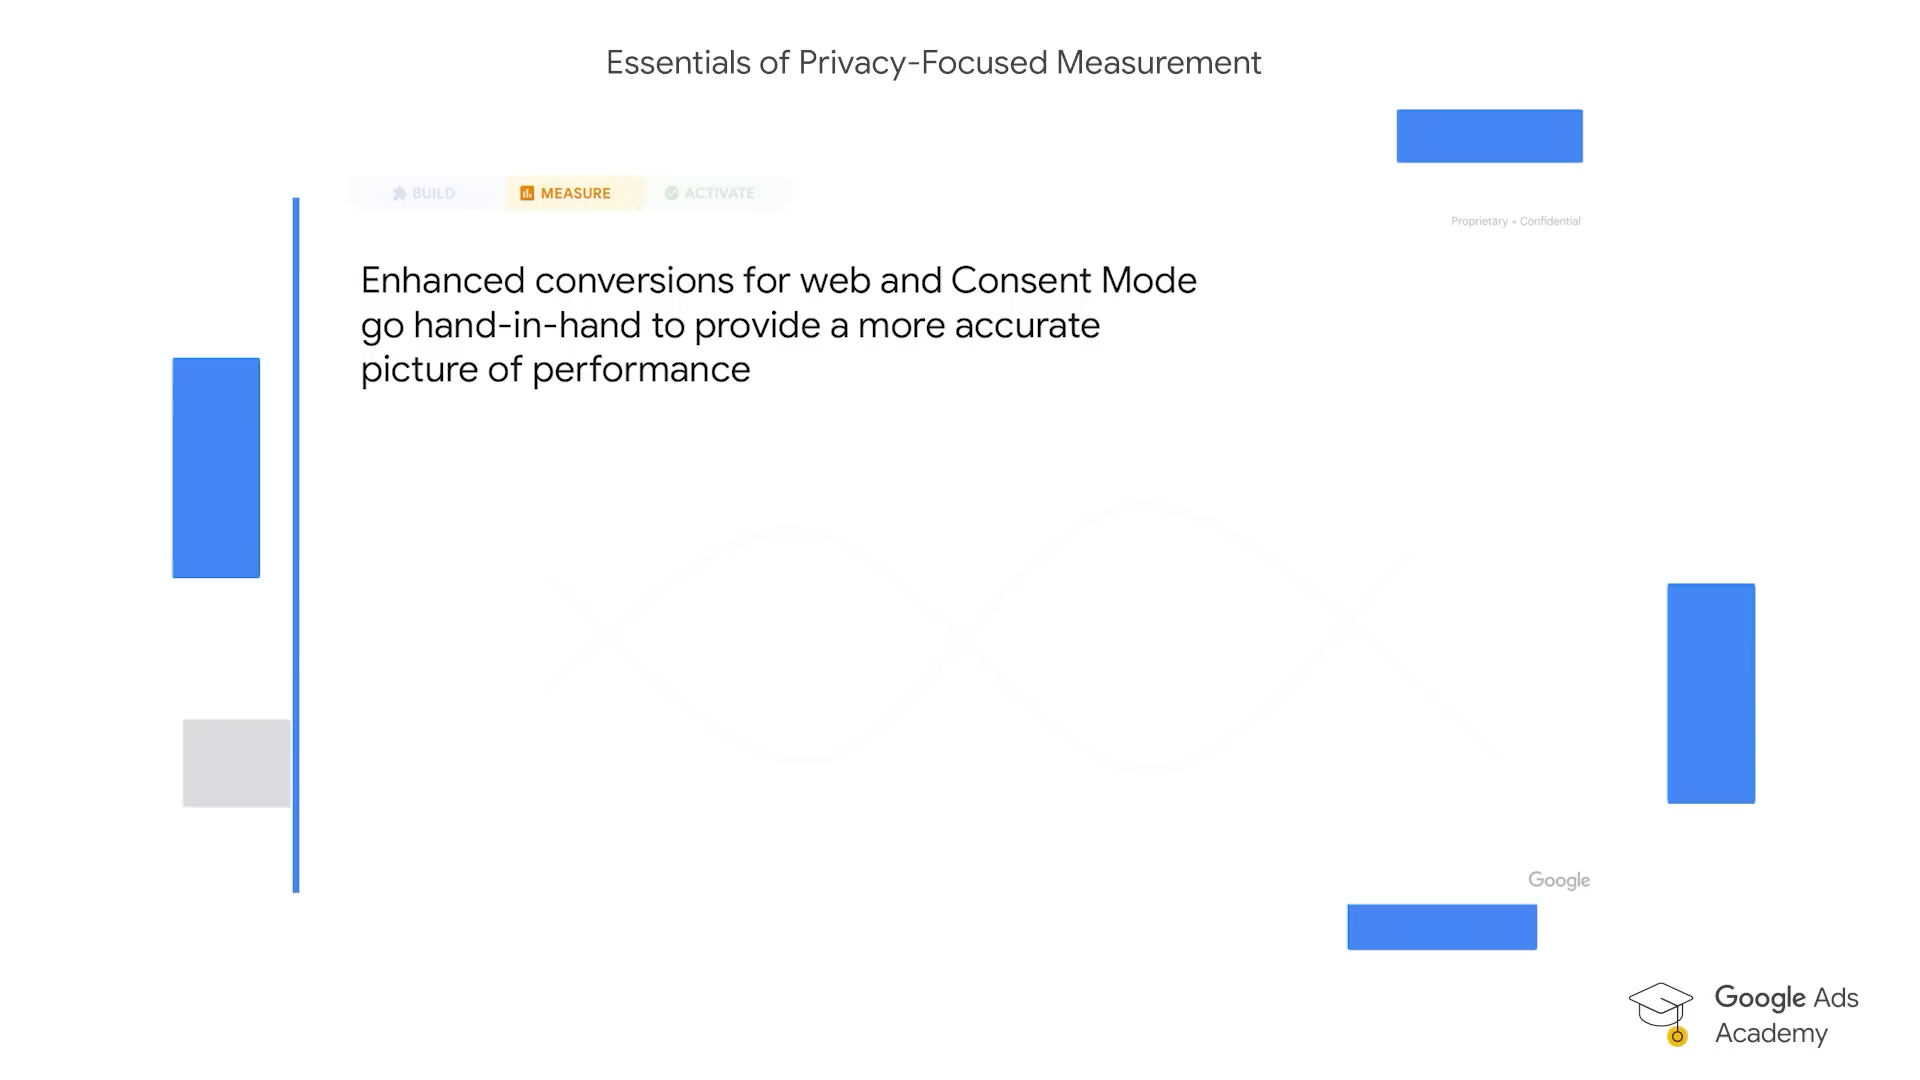 Essentials of Privacy-Focused Measurement
BUILD
MEASURE
ACTIVATE
Proprietary • Confidential
Enhanced conversions for web and Consent Mode
go hand-in-hand to provide a more accurate
picture of performance
Google
Google Ads
Academy